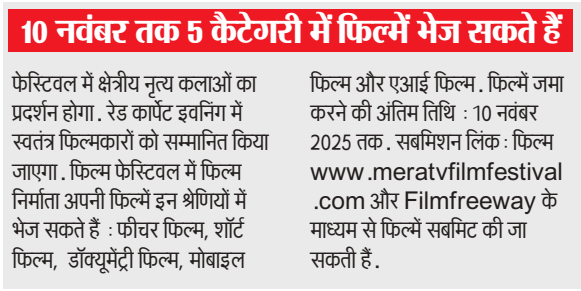 10 नवंबर तक 5 कैटेगरी में फिल्में भेज सकते हैं
फेस्टिवल में क्षेत्रीय नृत्य कलाओं का
प्रदर्शन होगा. रेड कार्पेट इवनिंग में
स्वतंत्र फिल्मकारों को सम्मानित किया
जाएगा. फिल्म फेस्टिवल में फिल्म
निर्माता अपनी फिल्में इन श्रेणियों में
भेज सकते हैं : फीचर फिल्म, शॉर्ट
फिल्म, डॉक्यूमेंट्री फिल्म, मोबाइल
फिल्म और एआई फिल्म. फिल्में जमा
करने की अंतिम तिथि : 10 नवंबर
2025 तक. सबमिशन लिंक: फिल्म
www.meratvfilmfestival
.com और Filmfreeway के
माध्यम से फिल्में सबमिट की जा
सकती हैं.